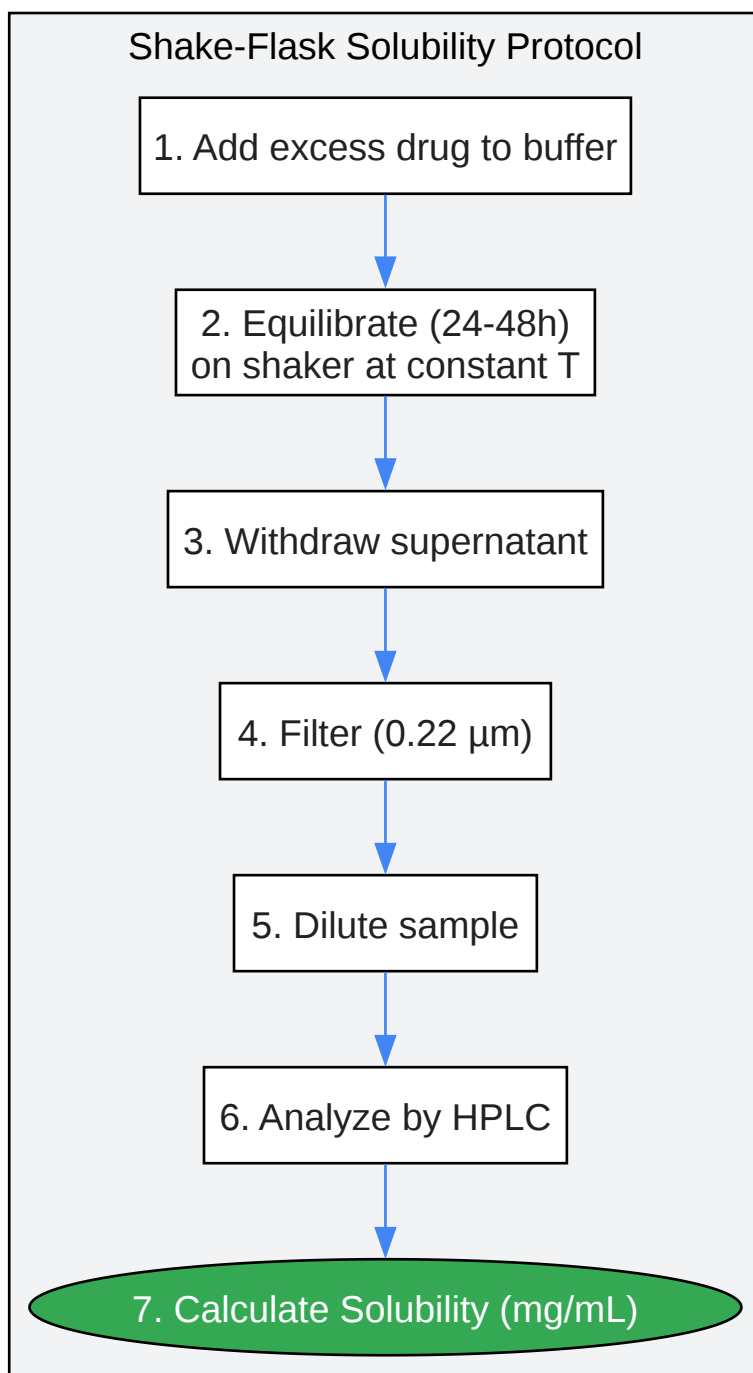 Shake-Flask Solubility Protocol
1. Add excess drug to buffer
2. Equilibrate (24-48h)
on shaker at constant T
3. Withdraw supernatant
4. Filter (0.22 µm)
5. Dilute sample
6. Analyze by HPLC
7. Calculate Solubility (mg/mL)